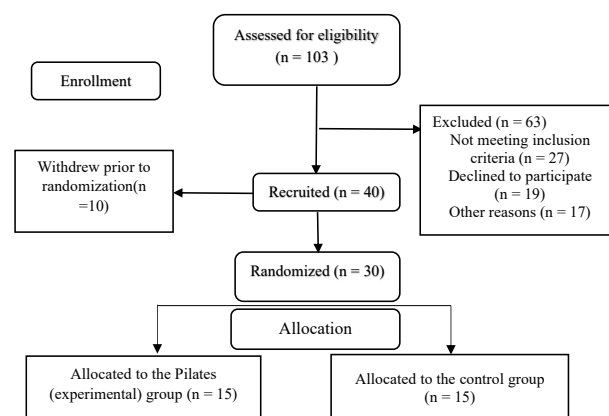 Assessed for eligibility
(n = 103 )
Enrollment
Excluded (n = 63)
Not meeting inclusion
criteria (n = 27)
Declined to participate
(n = 19)
Other reasons (n = 17)
Withdrew prior to
randomization(n
=10)
Recruited (n = 40)
Randomized (n = 30)
Allocation
Allocated to the Pilates
(experimental) group (n = 15)
Allocated to the control group
(n = 15)